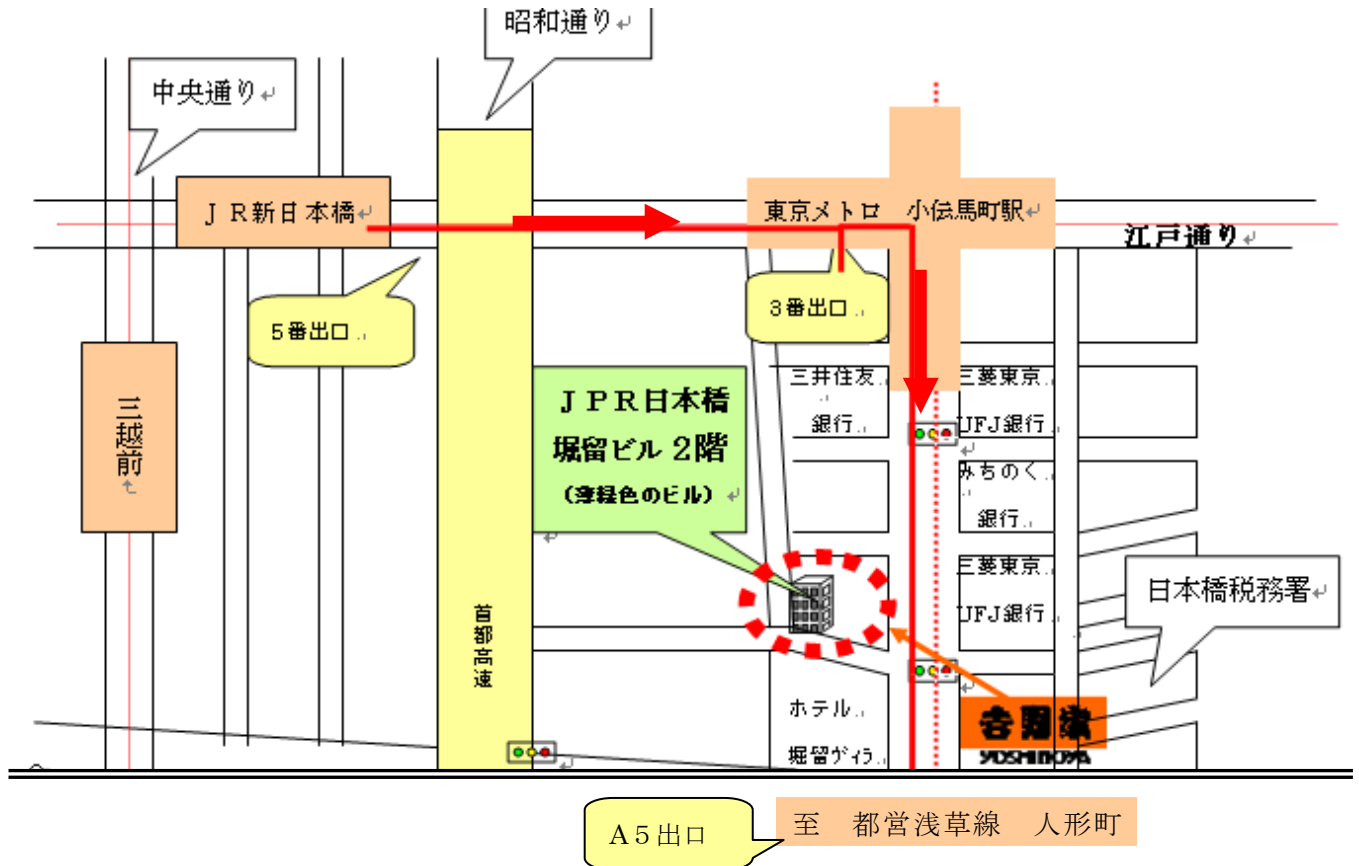 昭和通り
中央通り
ＪＲ新日本橋
東京メトロ　小伝馬町駅
江戸通り
５番出口
３番出口
三越前
ＪＰＲ日本橋
堀留ビル ２階
（薄緑色のビル）
三井住友
銀行
三菱東京
UFJ銀行
みちのく
銀行
三菱東京
UFJ銀行
日本橋税務署
首都高速
ホテル
堀留ヴィラ
吉野家
YOSHINOYA
A５出口
至　都営浅草線　人形町